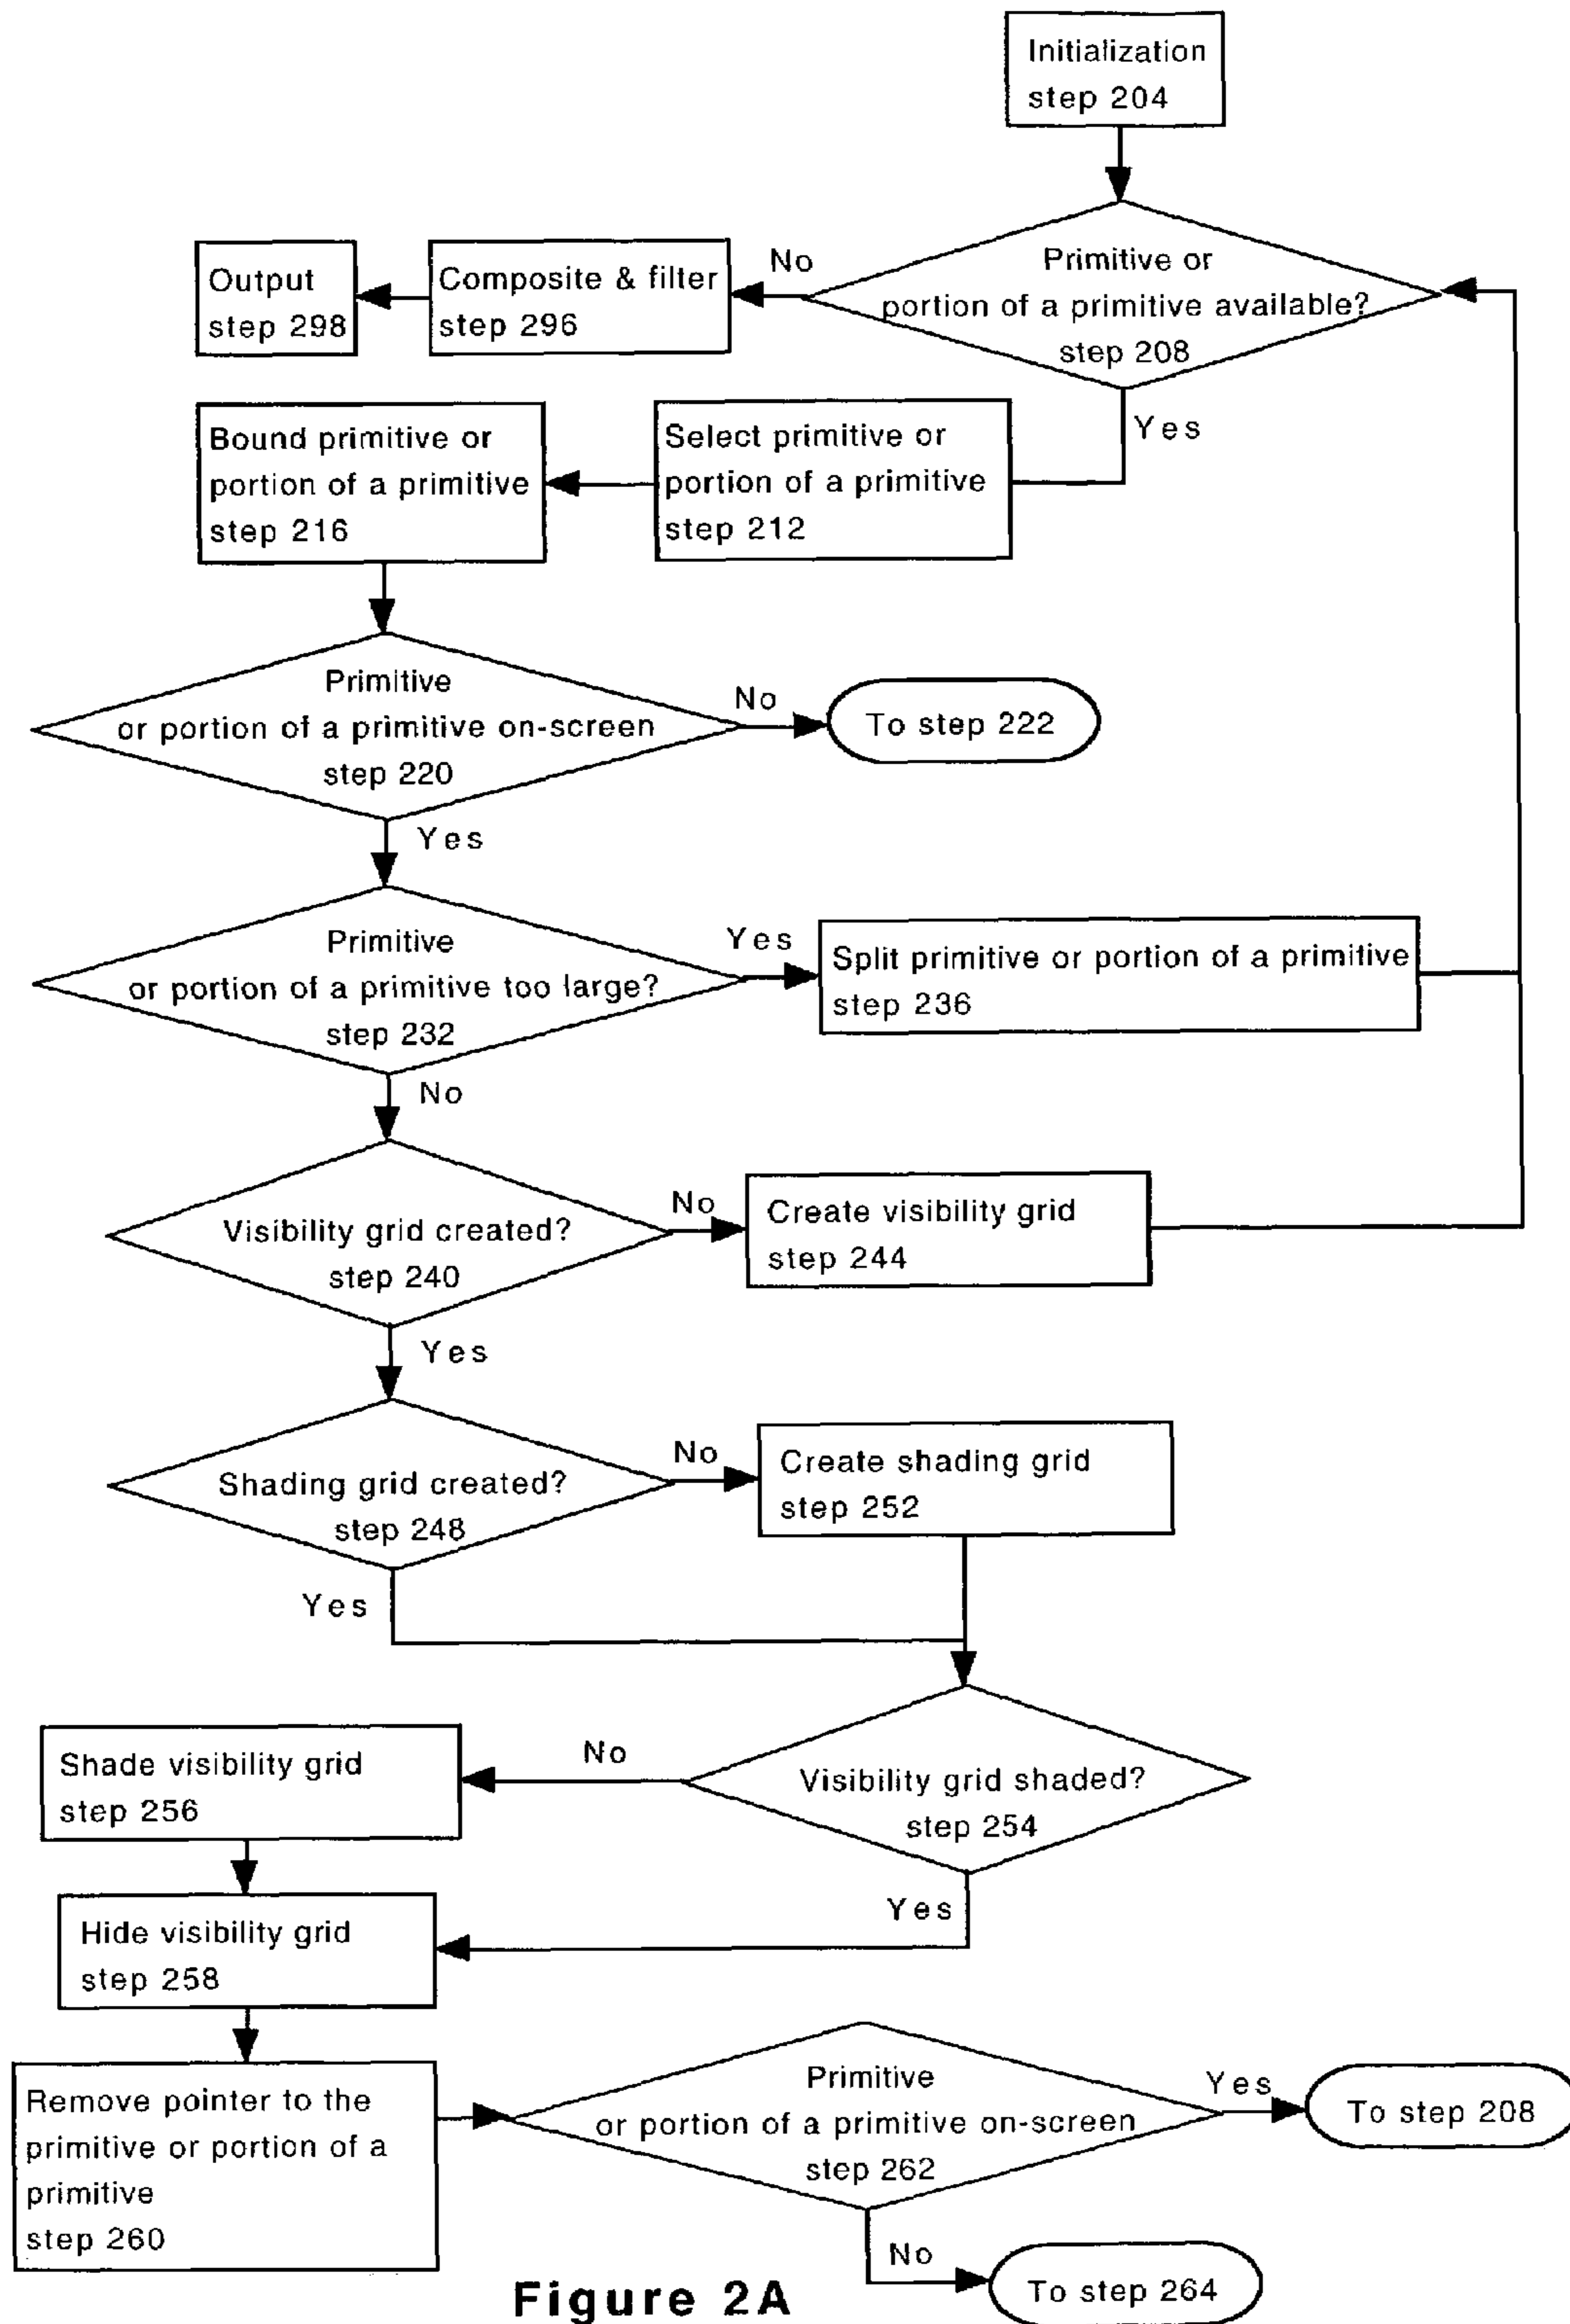 Initialization
step 204
Primitive or
portion of a primitive available?
step 208
No
Composite & filter
step 296
Output
step 298
Yes
Select primitive or
portion of a primitive
step 212
Bound primitive or
portion of a primitive
step 216
Primitive
or portion of a primitive on-screen
step 220
No
To step 222
Yes
Primitive
or portion of a primitive too large?
step 232
Yes
Split primitive or portion of a primitive
step 236
No
Visibility grid created?
step 240
No
Create visibility grid
step 244
Yes
Shading grid created?
step 248
No
Create shading grid
step 252
Yes
Visibility grid shaded?
step 254
No
Shade visibility grid
step 256
Yes
Hide visibility grid
step 258
Remove pointer to the
primitive or portion of a
primitive
step 260
Primitive
or portion of a primitive on-screen
step 262
Yes
To step 208
No
To step 264
Figure 2A